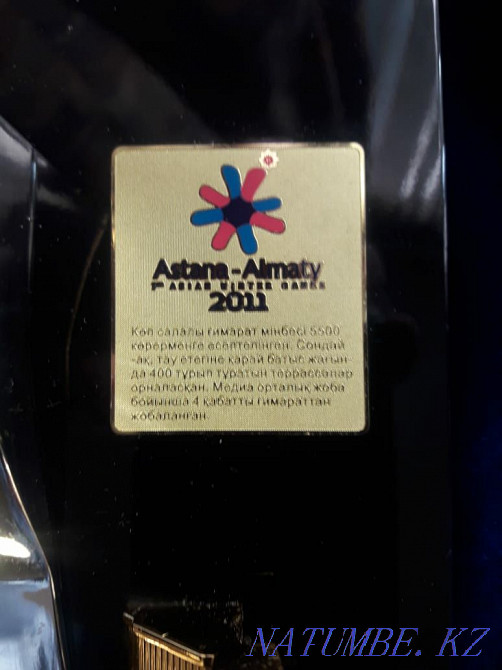 Astana-Almaty
7th ASIAN WINTER GAMES
2011
Көп салалы ғимарат мінбесі 5500
көрерменге есептелінген. Сондай
-ақ, тау етегіне қарай батыс жағын-
да 400 тұрып тұратын террассалар
орналасқан. Медиа орталық жоба
бойынша 4 қабатты ғимараттан
жобаланған.
NATUMBE. KZ